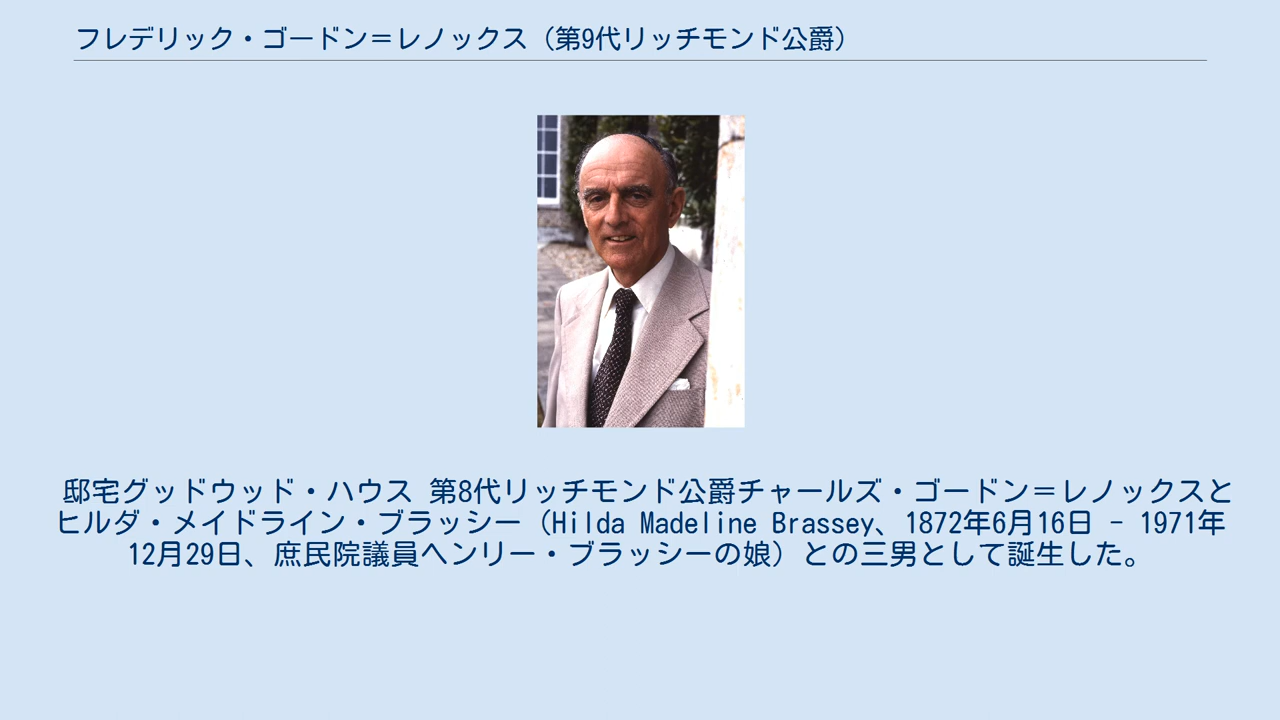 フレデリック・ゴードン＝レノックス（第9代リッチモンド公爵）
邸宅グッドウッド・ハウス 第8代リッチモンド公爵チャールズ・ゴードン＝レノックスと
ヒルダ・メイドライン・ブラッシー（Hilda Madeline Brassey、1872年6月16日 - 1971年
12月29日、庶民院議員ヘンリー・ブラッシーの娘）との三男として誕生した。